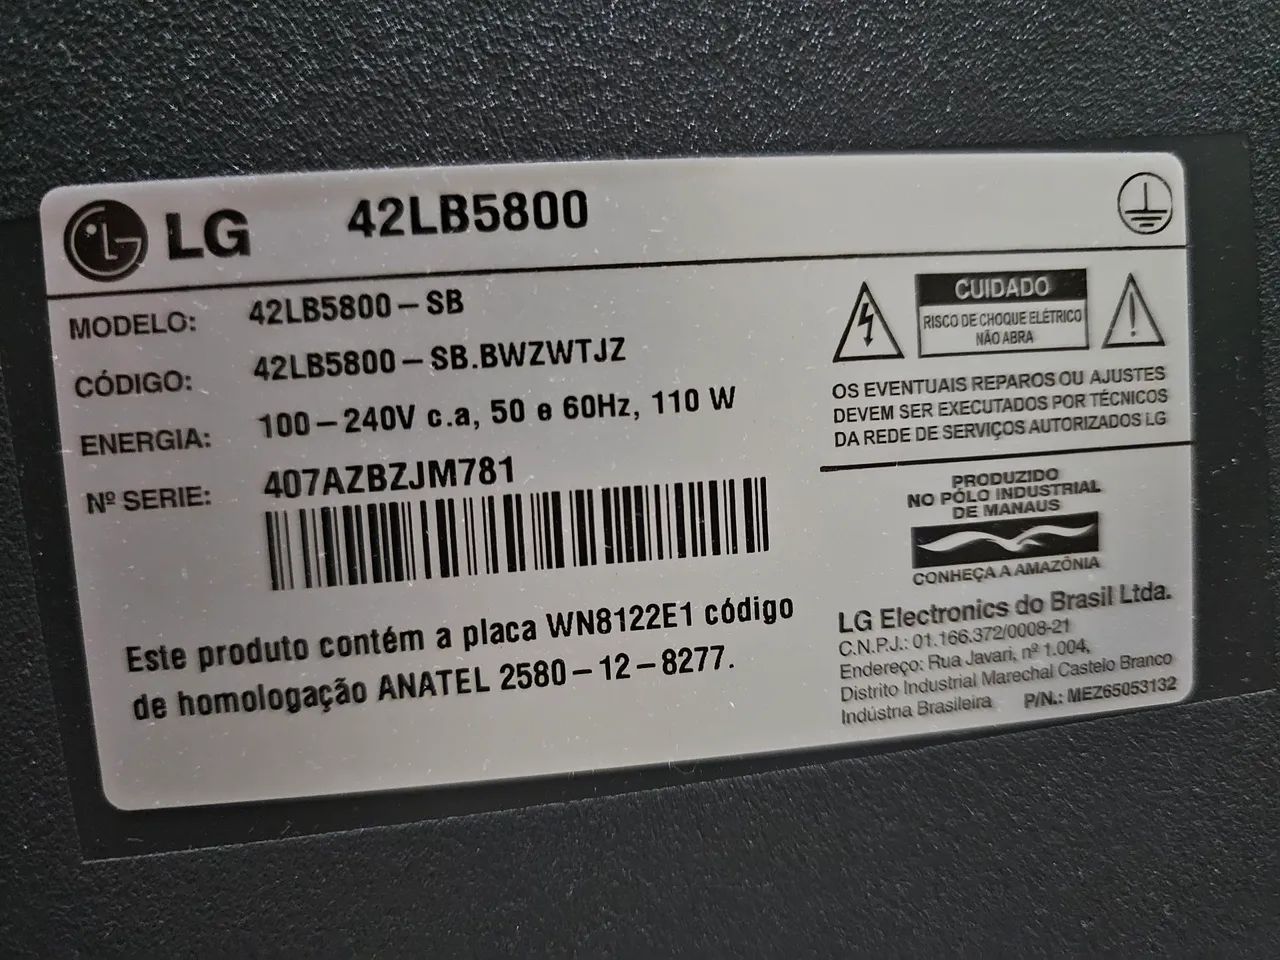 LG 42LB5800
MODELO: 42LB5800-SB
CÓDIGO: 42LB5800-SB.BWZWTJZ
ENERGIA: 100-240V c.a, 50 e 60Hz, 110 W
Nº SERIE: 407AZBZJM781
Este produto contém a placa WN8122E1 código
de homologação ANATEL 2580-12-8277.
CUIDADO
RISCO DE CHOQUE ELÉTRICO
NÃO ABRA
OS EVENTUAIS REPAROS OU AJUSTES
DEVEM SER EXECUTADOS POR TÉCNICOS
DA REDE DE SERVIÇOS AUTORIZADOS LG
PRODUZIDO
NO PÓLO INDUSTRIAL
DE MANAUS
CONHEÇA A AMAZÔNIA
LG Electronics do Brasil Ltda.
C.N.P.J.: 01.166.372/0008-21
Endereço: Rua Javari, nº 1.004,
Distrito Industrial Marechal Castelo Branco
Indústria Brasileira P/N.: MEZ65053132